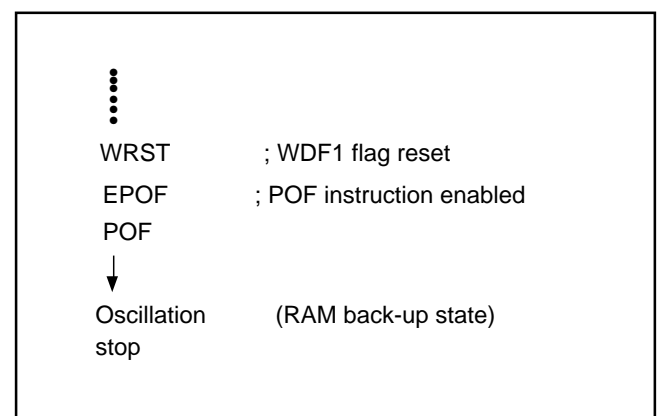 WRST ; WDF1 flag reset
EPOF ; POF instruction enabled
POF
Oscillation (RAM back-up state)
stop